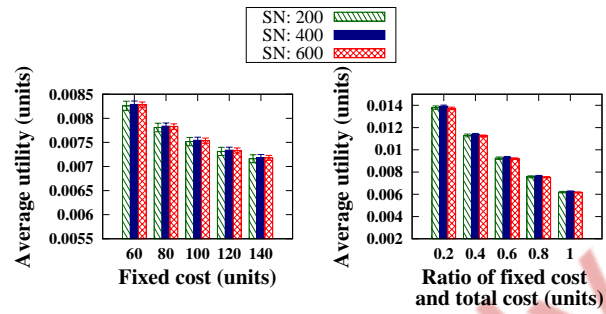 SN: 200
SN: 400
SN: 600
Average utility (units)
0.0085
0.008
0.0075
0.007
0.0065
0.006
0.0055
60 80 100 120 140
Fixed cost (units)
Average utility (units)
0.014
0.012
0.01
0.008
0.006
0.004
0.002
0.2 0.4 0.6 0.8 1
Ratio of fixed cost
and total cost (units)